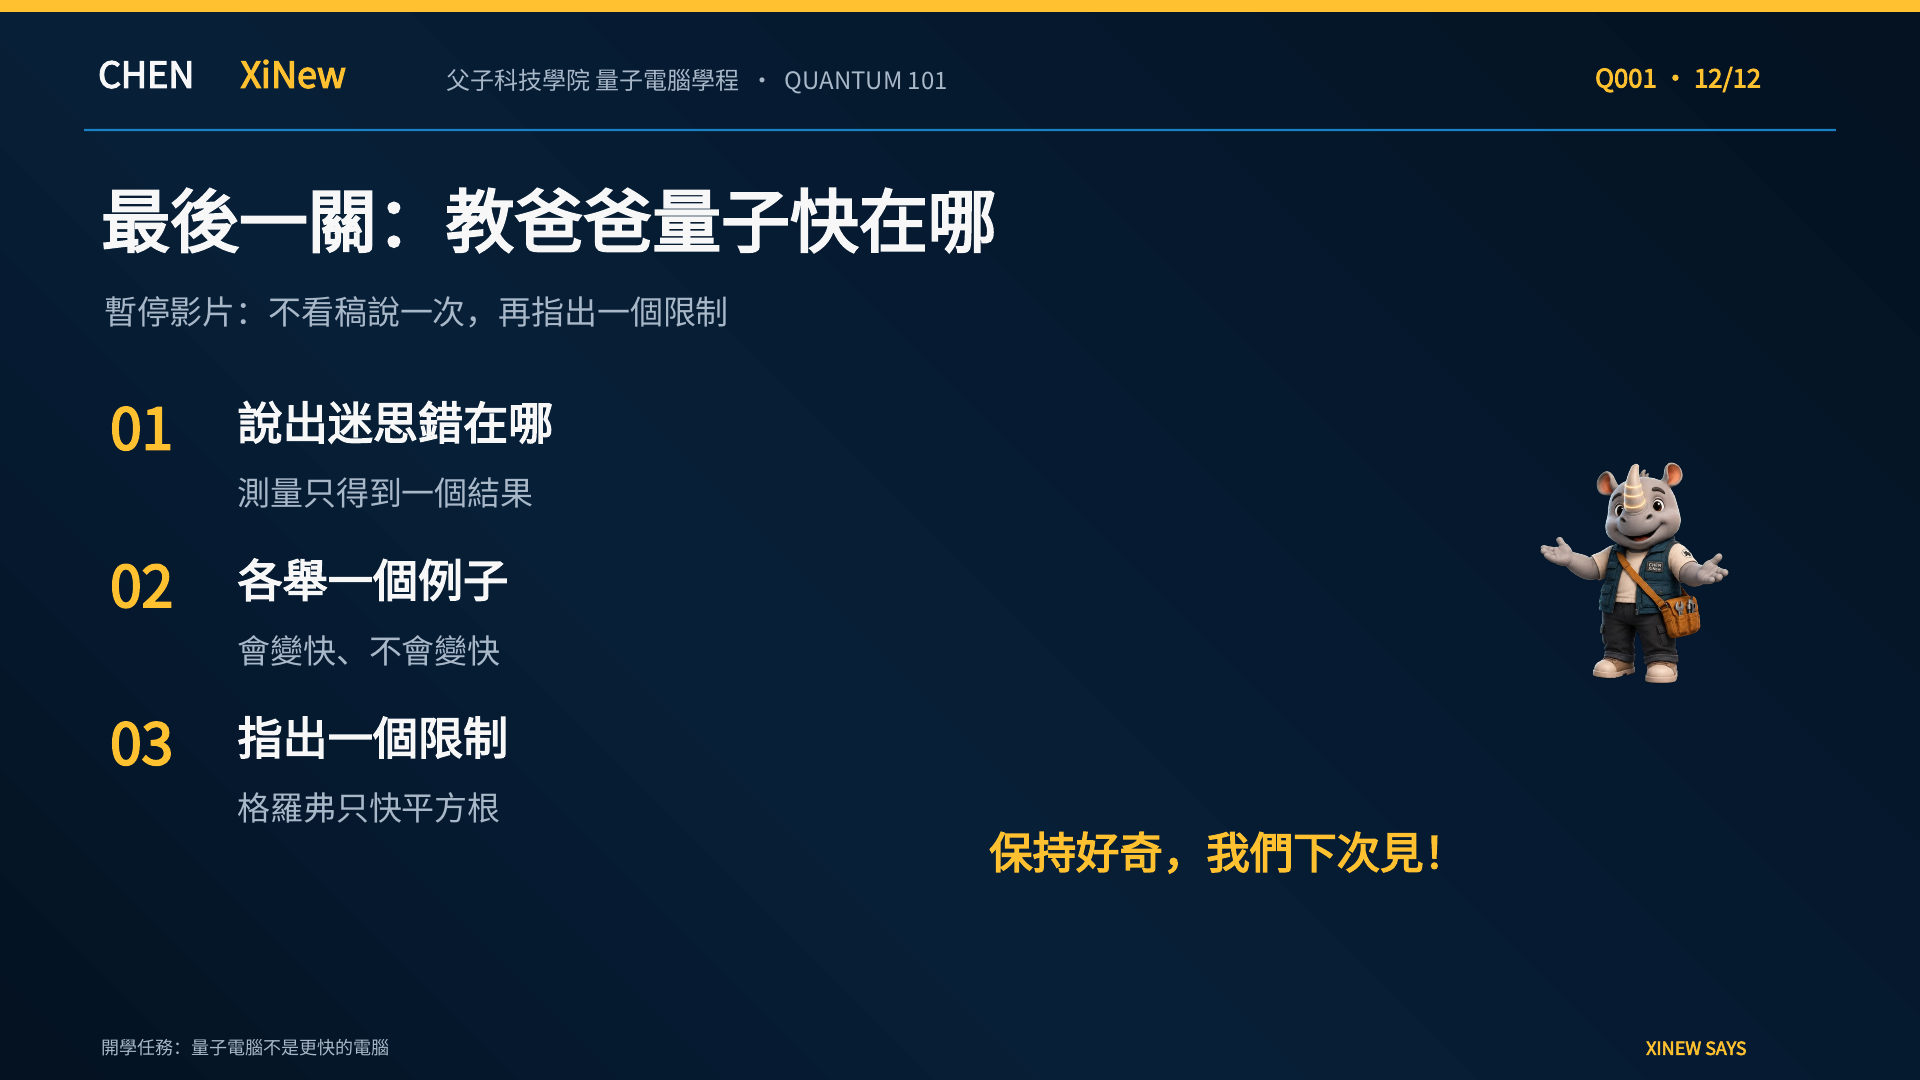 CHEN XiNew 父子科技學院 量子電腦學程 · QUANTUM 101 Q001 · 12/12
最後一關：教爸爸量子快在哪
暫停影片：不看稿說一次，再指出一個限制
01 說出迷思錯在哪
測量只得到一個結果
02 各舉一個例子
會變快、不會變快
03 指出一個限制
格羅弗只快平方根
保持好奇，我們下次見！
開學任務：量子電腦不是更快的電腦 XINEW SAYS